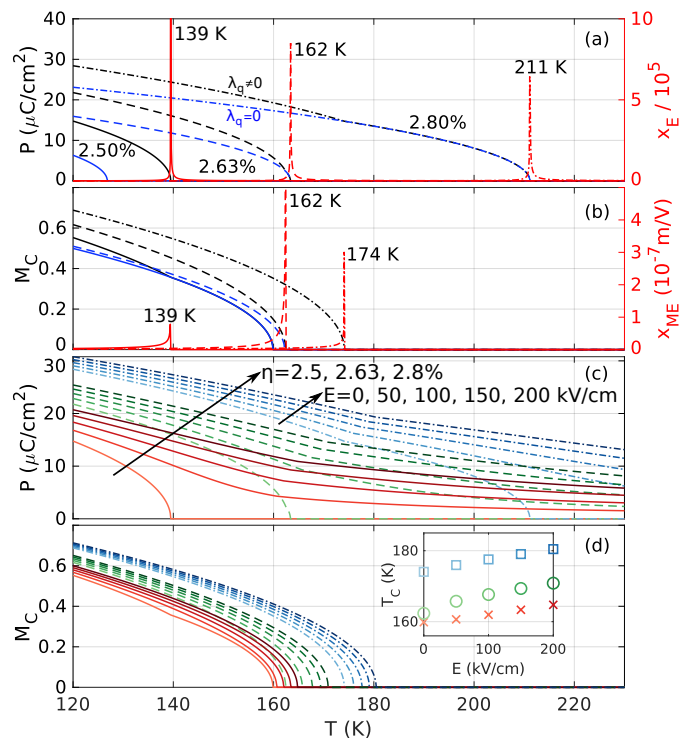 40
30
20
10
0
P (μC/cm²)
139 K
162 K
211 K
(a)
λq≠0
λq=0
2.50%
2.63%
2.80%
10
5
0
xE / 10⁵
0.6
0.4
0.2
0
MC
(b)
162 K
174 K
139 K
4
3
2
1
0
xME (10⁻⁷m/V)
30
20
10
0
P (μC/cm²)
(c)
η=2.5, 2.63, 2.8%
E=0, 50, 100, 150, 200 kV/cm
0.6
0.4
0.2
0
MC
(d)
180
160
TC (K)
0 100 200
E (kV/cm)
120 140 160 180 200 220
T (K)